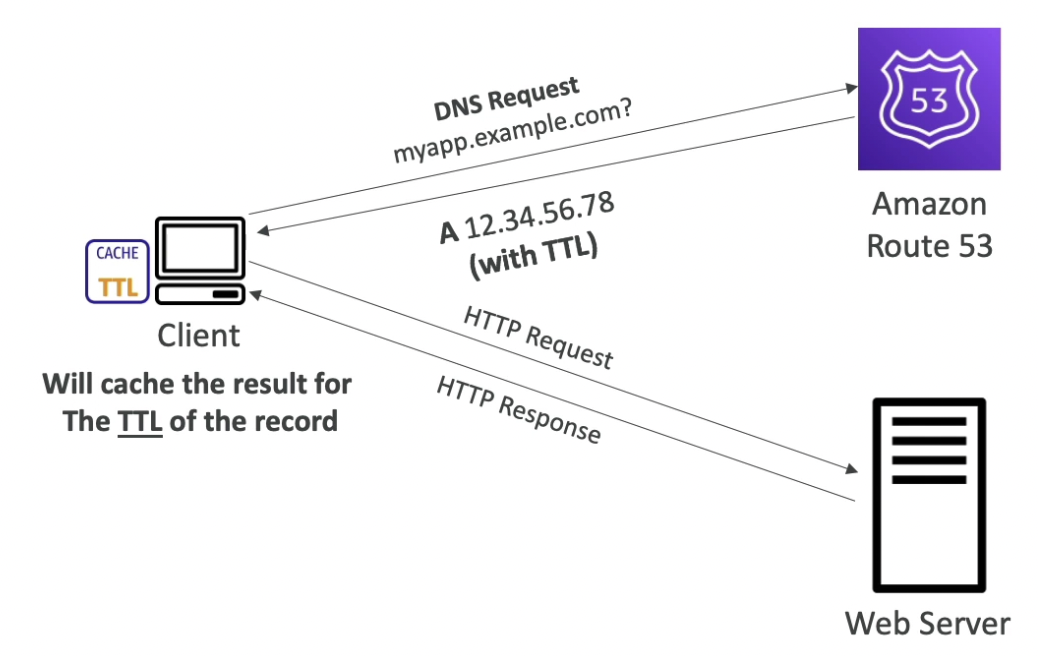 DNS Request
myapp.example.com?
53
Amazon
Route 53
A 12.34.56.78
(with TTL)
CACHE
TTL
Client
Will cache the result for
The TTL of the record
HTTP Request
HTTP Response
Web Server